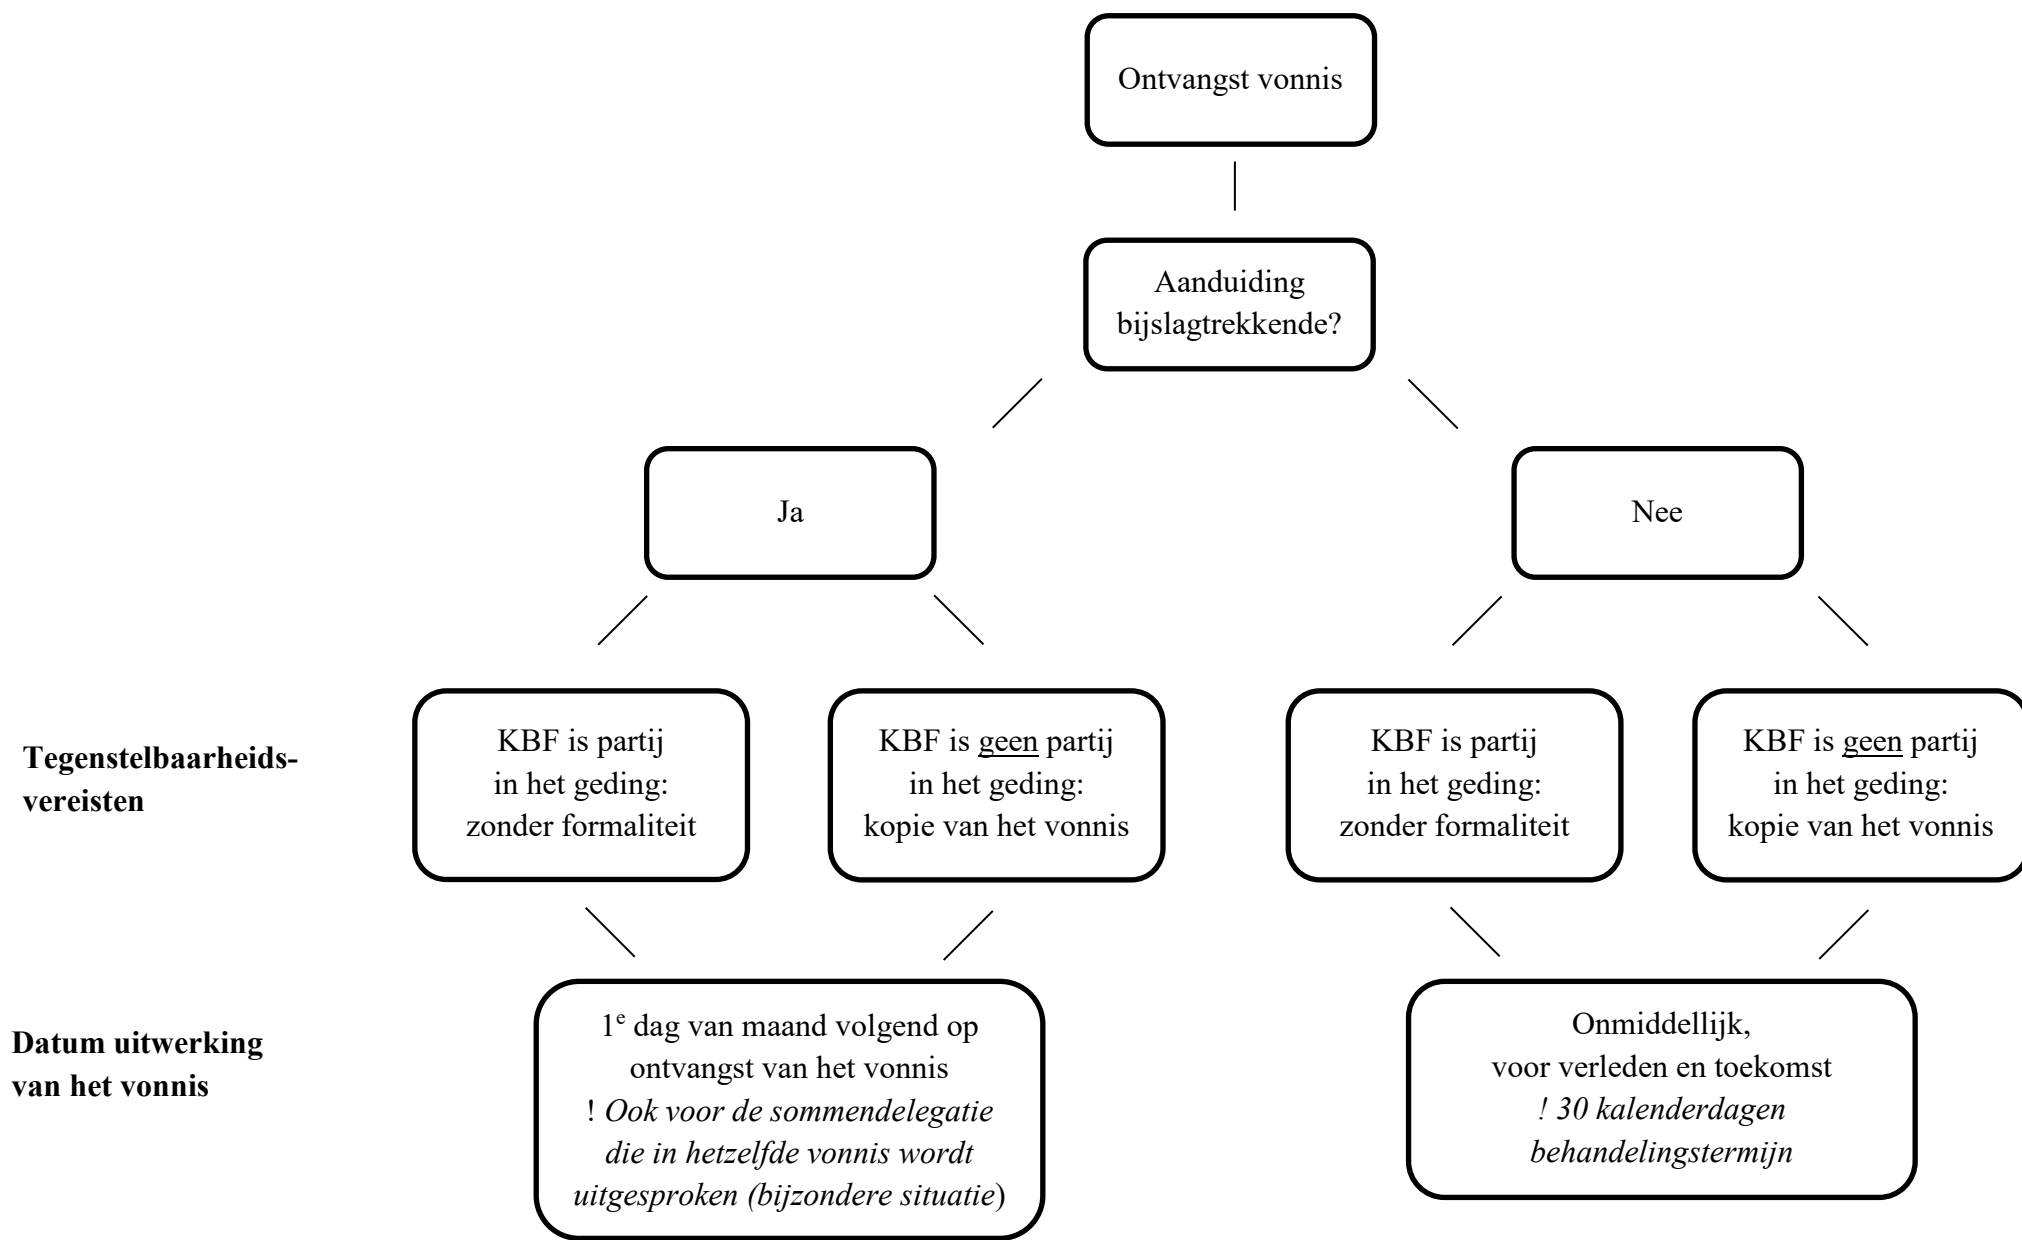 Ontvangst vonnis
Aanduiding
bijslagtrekkende?
Ja
Nee
Tegenstelbaarheids-
vereisten
KBF is partij
in het geding:
zonder formaliteit
KBF is geen partij
in het geding:
kopie van het vonnis
KBF is partij
in het geding:
zonder formaliteit
KBF is geen partij
in het geding:
kopie van het vonnis
Datum uitwerking
van het vonnis
1e dag van maand volgend op
ontvangst van het vonnis
! Ook voor de sommendelegatie
die in hetzelfde vonnis wordt
uitgesproken (bijzondere situatie)
Onmiddellijk,
voor verleden en toekomst
! 30 kalenderdagen
behandelingstermijn